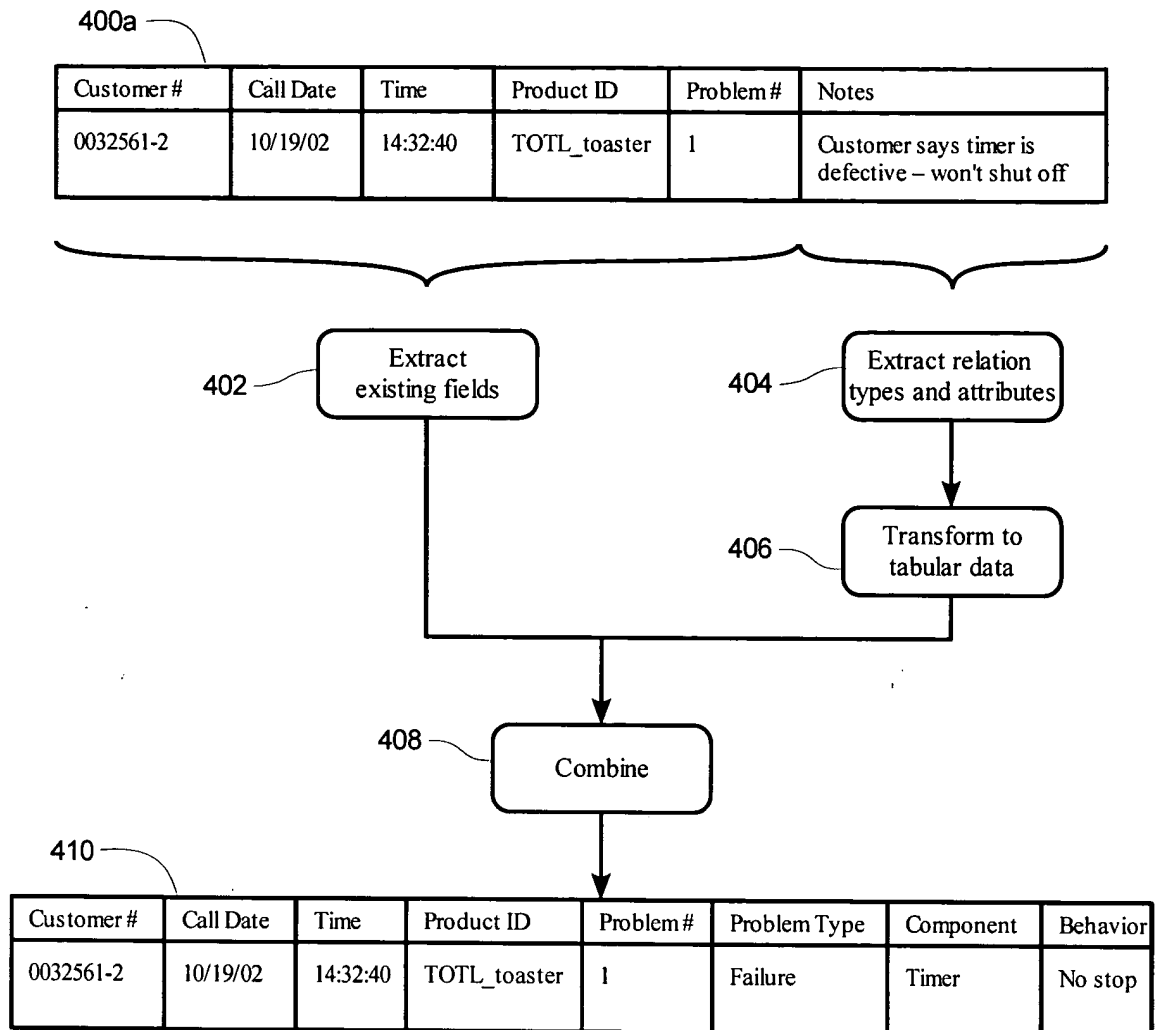 400a
Customer # Call Date Time Product ID Problem # Notes
0032561-2 10/19/02 14:32:40 TOTL_toaster 1 Customer says timer is
defective – won't shut off
402
Extract
existing fields
404
Extract relation
types and attributes
406
Transform to
tabular data
408
Combine
410
Customer # Call Date Time Product ID Problem # Problem Type Component Behavior
0032561-2 10/19/02 14:32:40 TOTL_toaster 1 Failure Timer No stop